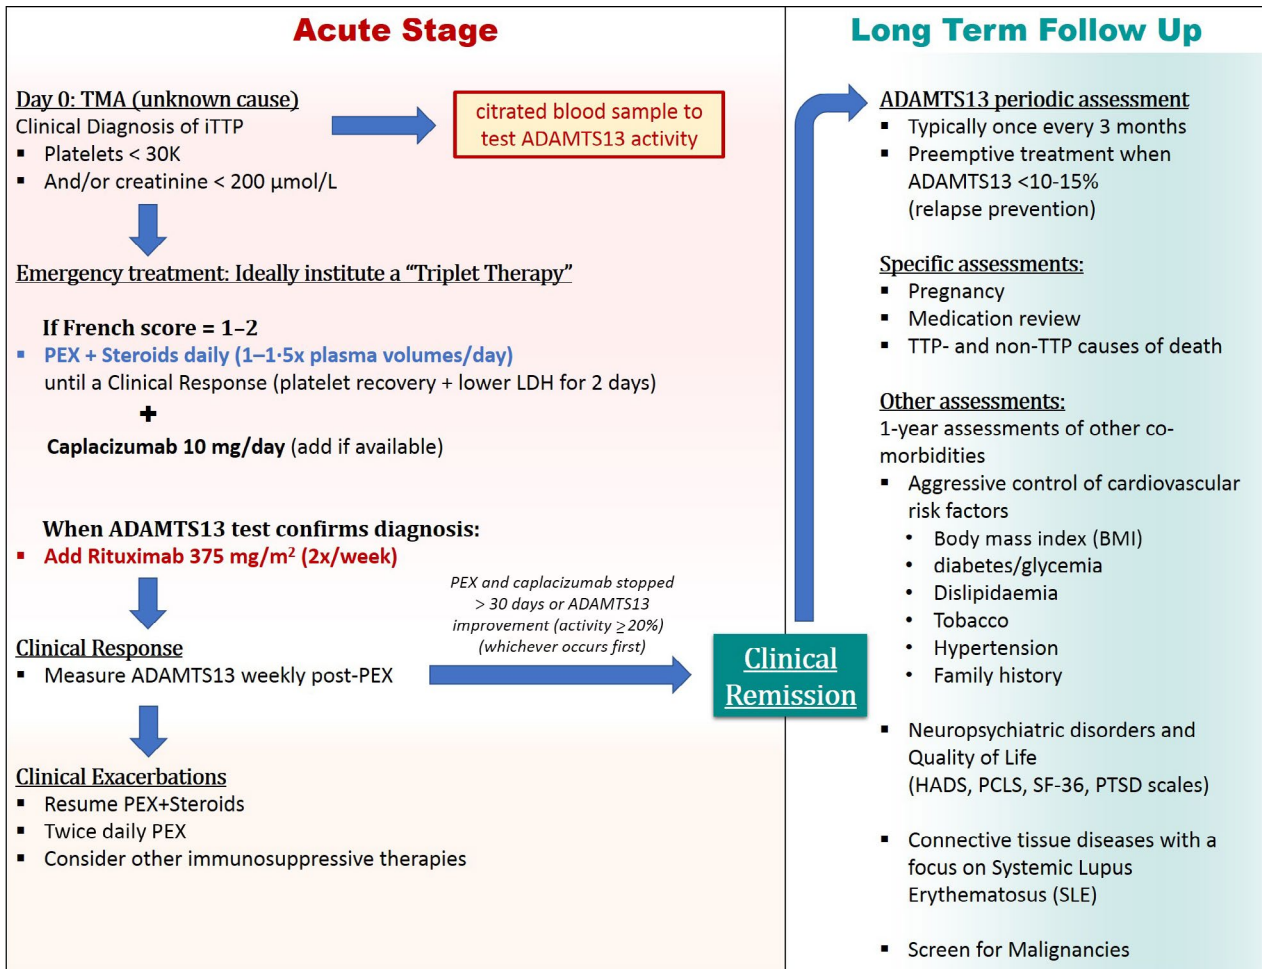 Acute Stage
Day 0: TMA (unknown cause)
Clinical Diagnosis of iTTP
▪ Platelets < 30K
▪ And/or creatinine < 200 µmol/L
citrated blood sample to
test ADAMTS13 activity
Emergency treatment: Ideally institute a “Triplet Therapy”
If French score = 1–2
▪ PEX + Steroids daily (1–1·5x plasma volumes/day)
until a Clinical Response (platelet recovery + lower LDH for 2 days)
+
Caplacizumab 10 mg/day (add if available)
When ADAMTS13 test confirms diagnosis:
▪ Add Rituximab 375 mg/m² (2x/week)
Clinical Response
▪ Measure ADAMTS13 weekly post-PEX
PEX and caplacizumab stopped
> 30 days or ADAMTS13
improvement (activity ≥20%)
(whichever occurs first)
Clinical
Remission
Clinical Exacerbations
▪ Resume PEX+Steroids
▪ Twice daily PEX
▪ Consider other immunosuppressive therapies
Long Term Follow Up
ADAMTS13 periodic assessment
▪ Typically once every 3 months
▪ Preemptive treatment when
ADAMTS13 <10-15%
(relapse prevention)
Specific assessments:
▪ Pregnancy
▪ Medication review
▪ TTP- and non-TTP causes of death
Other assessments:
1-year assessments of other co-
morbidities
▪ Aggressive control of cardiovascular
risk factors
• Body mass index (BMI)
• diabetes/glycemia
• Dislipidaemia
• Tobacco
• Hypertension
• Family history
▪ Neuropsychiatric disorders and
Quality of Life
(HADS, PCLS, SF-36, PTSD scales)
▪ Connective tissue diseases with a
focus on Systemic Lupus
Erythematosus (SLE)
▪ Screen for Malignancies